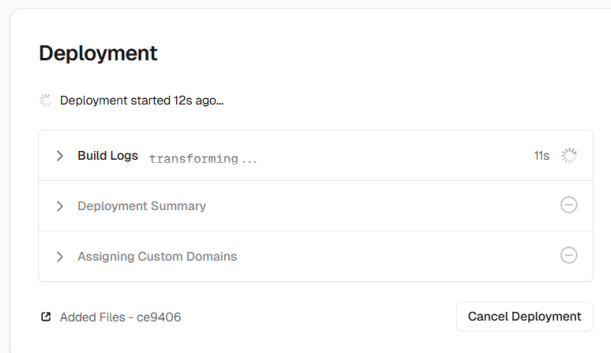 Deployment
Deployment started 12s ago...
Build Logs transforming... 11s
Deployment Summary
Assigning Custom Domains
Added Files - ce9406
Cancel Deployment